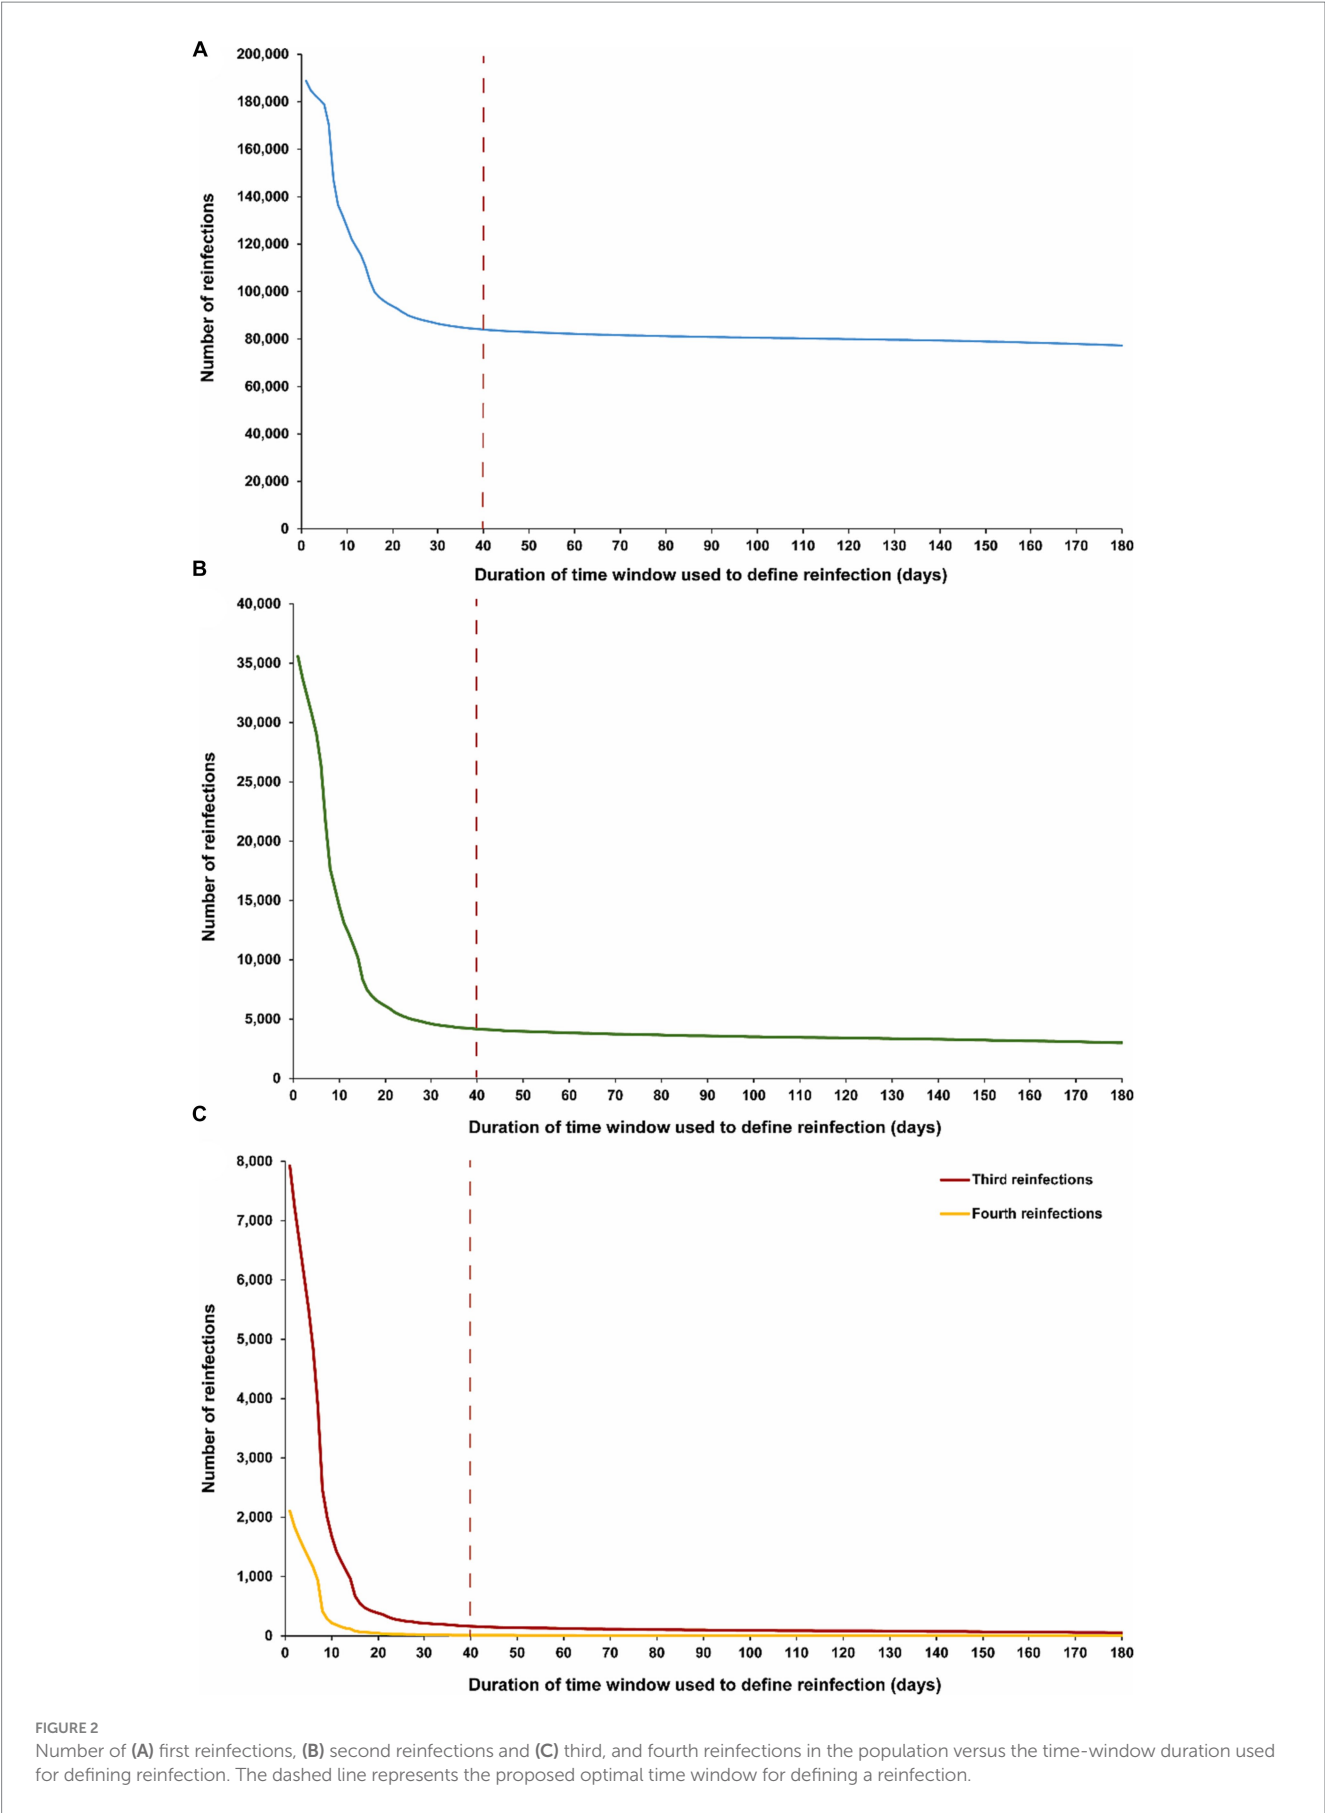 A
200,000
180,000
160,000
140,000
120,000
100,000
80,000
60,000
40,000
20,000
0
Number of reinfections
0 10 20 30 40 50 60 70 80 90 100 110 120 130 140 150 160 170 180
Duration of time window used to define reinfection (days)
B
40,000
35,000
30,000
25,000
20,000
15,000
10,000
5,000
0
Number of reinfections
0 10 20 30 40 50 60 70 80 90 100 110 120 130 140 150 160 170 180
Duration of time window used to define reinfection (days)
C
8,000
7,000
6,000
5,000
4,000
3,000
2,000
1,000
0
Number of reinfections
Third reinfections
Fourth reinfections
0 10 20 30 40 50 60 70 80 90 100 110 120 130 140 150 160 170 180
Duration of time window used to define reinfection (days)
FIGURE 2
Number of (A) first reinfections, (B) second reinfections and (C) third, and fourth reinfections in the population versus the time-window duration used
for defining reinfection. The dashed line represents the proposed optimal time window for defining a reinfection.